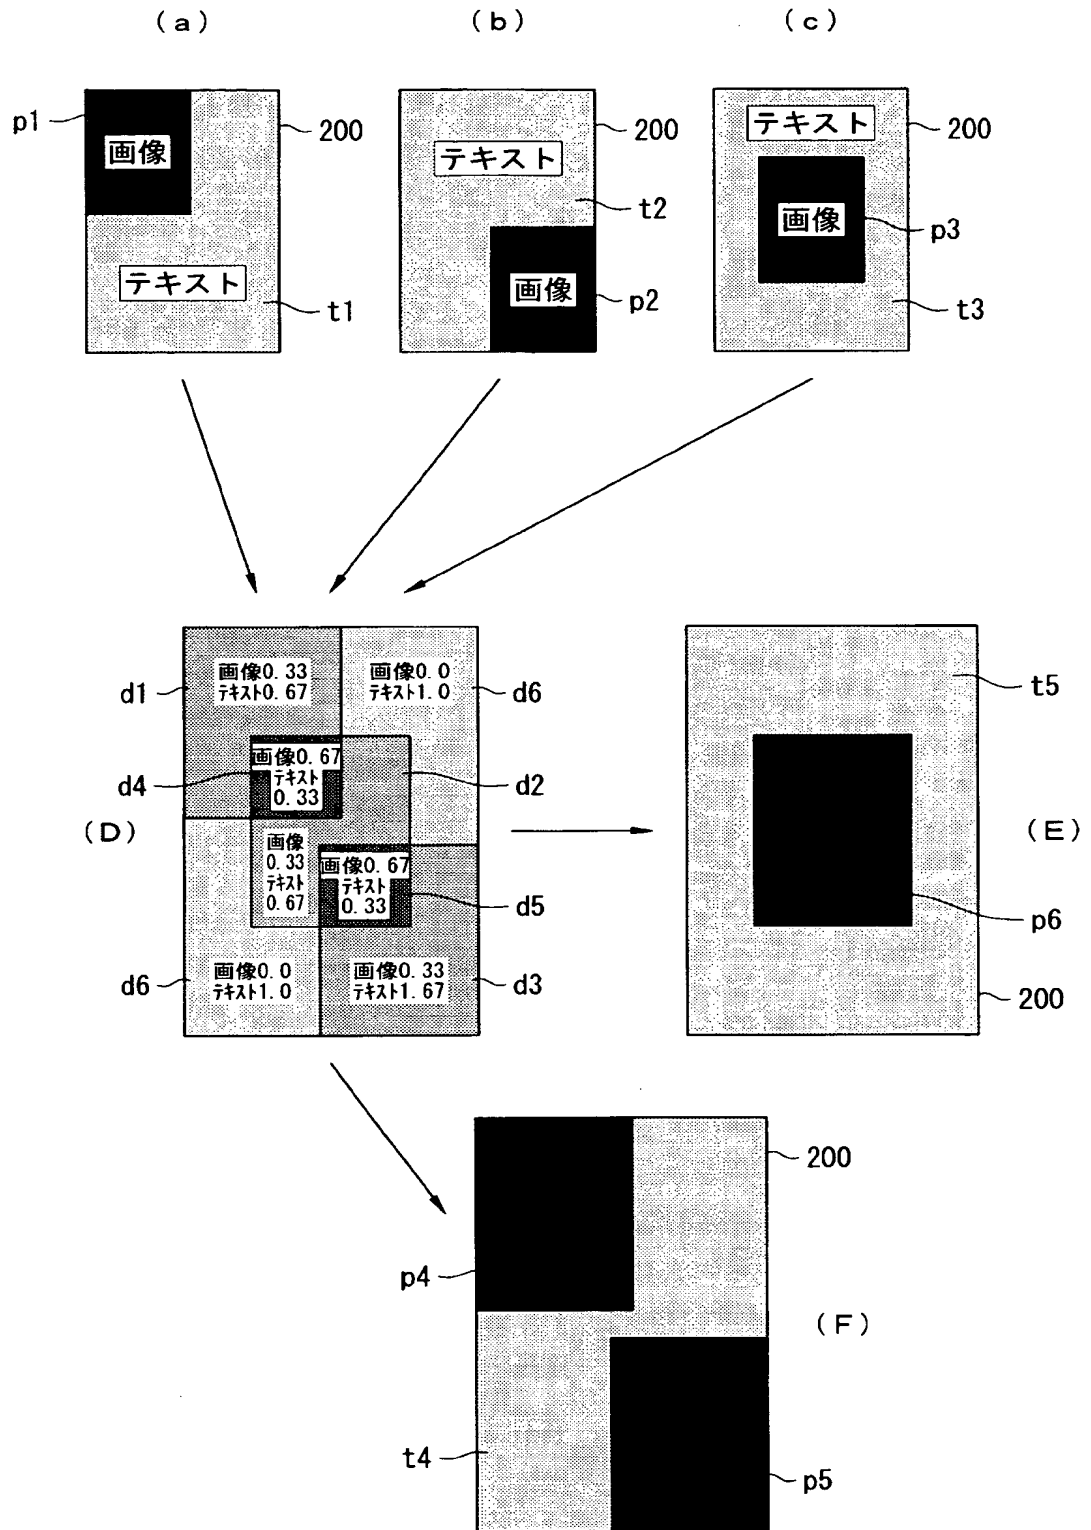 (a)
(b)
(c)
p1
画像
200
テキスト
t1
テキスト
200
t2
画像
p2
テキスト
200
画像
p3
t3
画像0.33
テキスト0.67
画像0.0
テキスト1.0
d1
d6
画像0.67
テキスト
0.33
d4
d2
(D)
画像
0.33
テキスト
0.67
画像0.67
テキスト
0.33
d5
画像0.0
テキスト1.0
画像0.33
テキスト1.67
d6
d3
t5
(E)
p6
200
200
p4
(F)
t4
p5